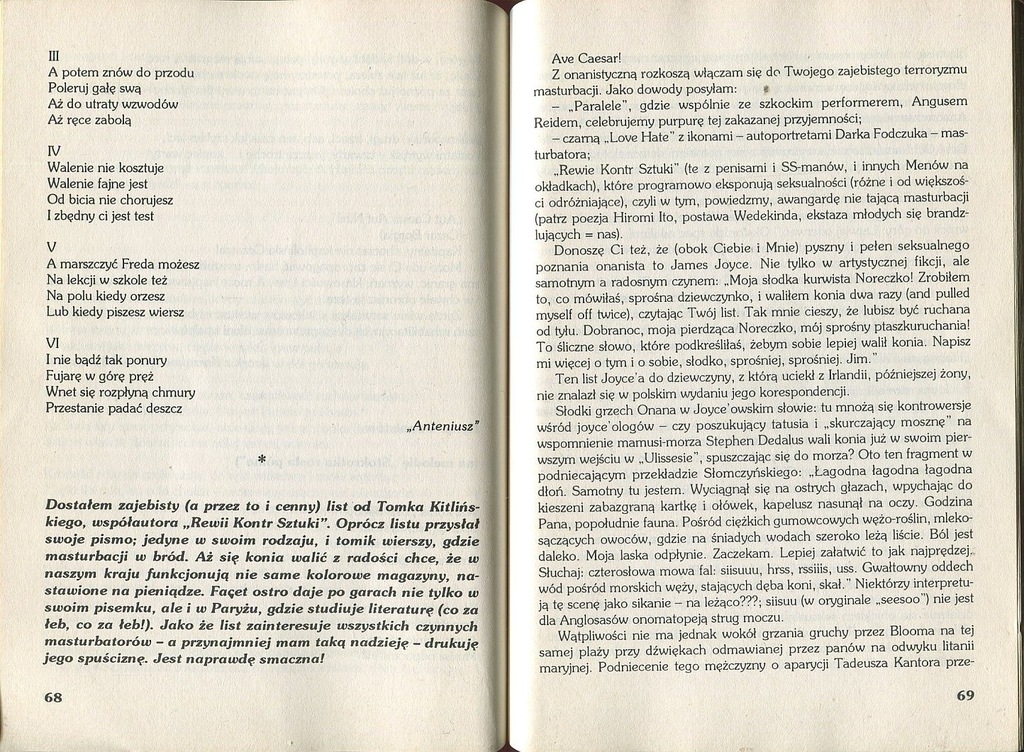 III
A potem znów do przodu
Poleruj gałę swą
Aż do utraty wzwodów
Aż ręce zabolą
IV
Walenie nie kosztuje
Walenie fajne jest
Od bicia nie chorujesz
I zbędny ci jest test
V
A marszczyć Freda możesz
Na lekcji w szkole też
Na polu kiedy orzesz
Lub kiedy piszesz wiersz
VI
I nie bądź tak ponury
Fujarę w górę pręż
Wnet się rozpłyną chmury
Przestanie padać deszcz
„Anteniusz”
*
Dostałem zajebisty (a przez to i cenny) list od Tomka Kitlińs-
kiego, współautora „Rewii Kontr Sztuki”. Oprócz listu przysłał
swoje pismo; jedyne w swoim rodzaju, i tomik wierszy, gdzie
masturbacji w bród. Aż się konia walić z radości chce, że w
naszym kraju funkcjonują nie same kolorowe magazyny, na-
stawione na pieniądze. Façet ostro daje po garach nie tylko w
swoim pisemku, ale i w Paryżu, gdzie studiuje literaturę (co za
łeb, co za łeb!). Jako że list zainteresuje wszystkich czynnych
masturbatorów – a przynajmniej mam taką nadzieję – drukuję
jego spuściznę. Jest naprawdę smaczna!
68
Ave Caesar!
Z onanistyczną rozkoszą włączam się do Twojego zajebistego terroryzmu
masturbacji. Jako dowody posyłam:
– „Paralele”, gdzie wspólnie ze szkockim performerem, Angusem
Reidem, celebrujemy purpurę tej zakazanej przyjemności;
– czarną „Love Hate” z ikonami – autoportretami Darka Fodczuka – mas-
turbatora;
„Rewie Kontr Sztuki” (te z penisami i SS-manów, i innych Menów na
okładkach), które programowo eksponują seksualności (różne i od większoś-
ci odróżniające), czyli w tym, powiedzmy, awangardę nie tającą masturbacji
(patrz poezja Hiromi Ito, postawa Wedekinda, ekstaza młodych się brandz-
lujących = nas).
Donoszę Ci też, że (obok Ciebie i Mnie) pyszny i pełen seksualnego
poznania onanista to James Joyce. Nie tylko w artystycznej fikcji, ale
samotnym a radosnym czynem: „Moja słodka kurwista Noreczko! Zrobiłem
to, co mówiłaś, sprośna dziewczynko, i waliłem konia dwa razy (and pulled
myself off twice), czytając Twój list. Tak mnie cieszy, że lubisz być ruchana
od tyłu. Dobranoc, moja pierdząca Noreczko, mój sprośny ptaszkuruchania!
To śliczne słowo, które podkreśliłaś, żebym sobie lepiej walił konia. Napisz
mi więcej o tym i o sobie, słodko, sprośniej, sprośniej. Jim.”
Ten list Joyce’a do dziewczyny, z którą uciekł z Irlandii, późniejszej żony,
nie znalazł się w polskim wydaniu jego korespondencji.
Słodki grzech Onana w Joyce’owskim słowie: tu mnożą się kontrowersje
wśród joyce’ologów – czy poszukujący tatusia i „skurczający mosznę” na
wspomnienie mamusi-morza Stephen Dedalus wali konia już w swoim pier-
wszym wejściu w „Ulissesie”, spuszczając się do morza? Oto ten fragment w
podniecającym przekładzie Słomczyńskiego: „Łagodna łagodna łagodna
dłoń. Samotny tu jestem. Wyciągnął się na ostrych głazach, wpychając do
kieszeni zabazgraną kartkę i ołówek, kapelusz nasunął na oczy. Godzina
Pana, popołudnie fauna. Pośród ciężkich gumowcowych wężo-roślin, mleko-
sączących owoców, gdzie na śniadych wodach szeroko leżą liście. Ból jest
daleko. Moja laska odpłynie. Zaczekam. Lepiej załatwić to jak najprędzej.
Słuchaj: czterosłowa mowa fal: siisuuu, hrss, rssiiis, uss. Gwałtowny oddech
wód pośród morskich węży, stających dęba koni, skał.” Niektórzy interpretu-
ją tę scenę jako sikanie – na leżąco???; siisuu (w oryginale „seesoo”) nie jest
dla Anglosasów onomatopeją strug moczu.
Wątpliwości nie ma jednak wokół grzania gruchy przez Blooma na tej
samej plaży przy dźwiękach odmawianej przez panów na odwyku litanii
maryjnej. Podniecenie tego mężczyzny o aparycji Tadeusza Kantora prze-
69